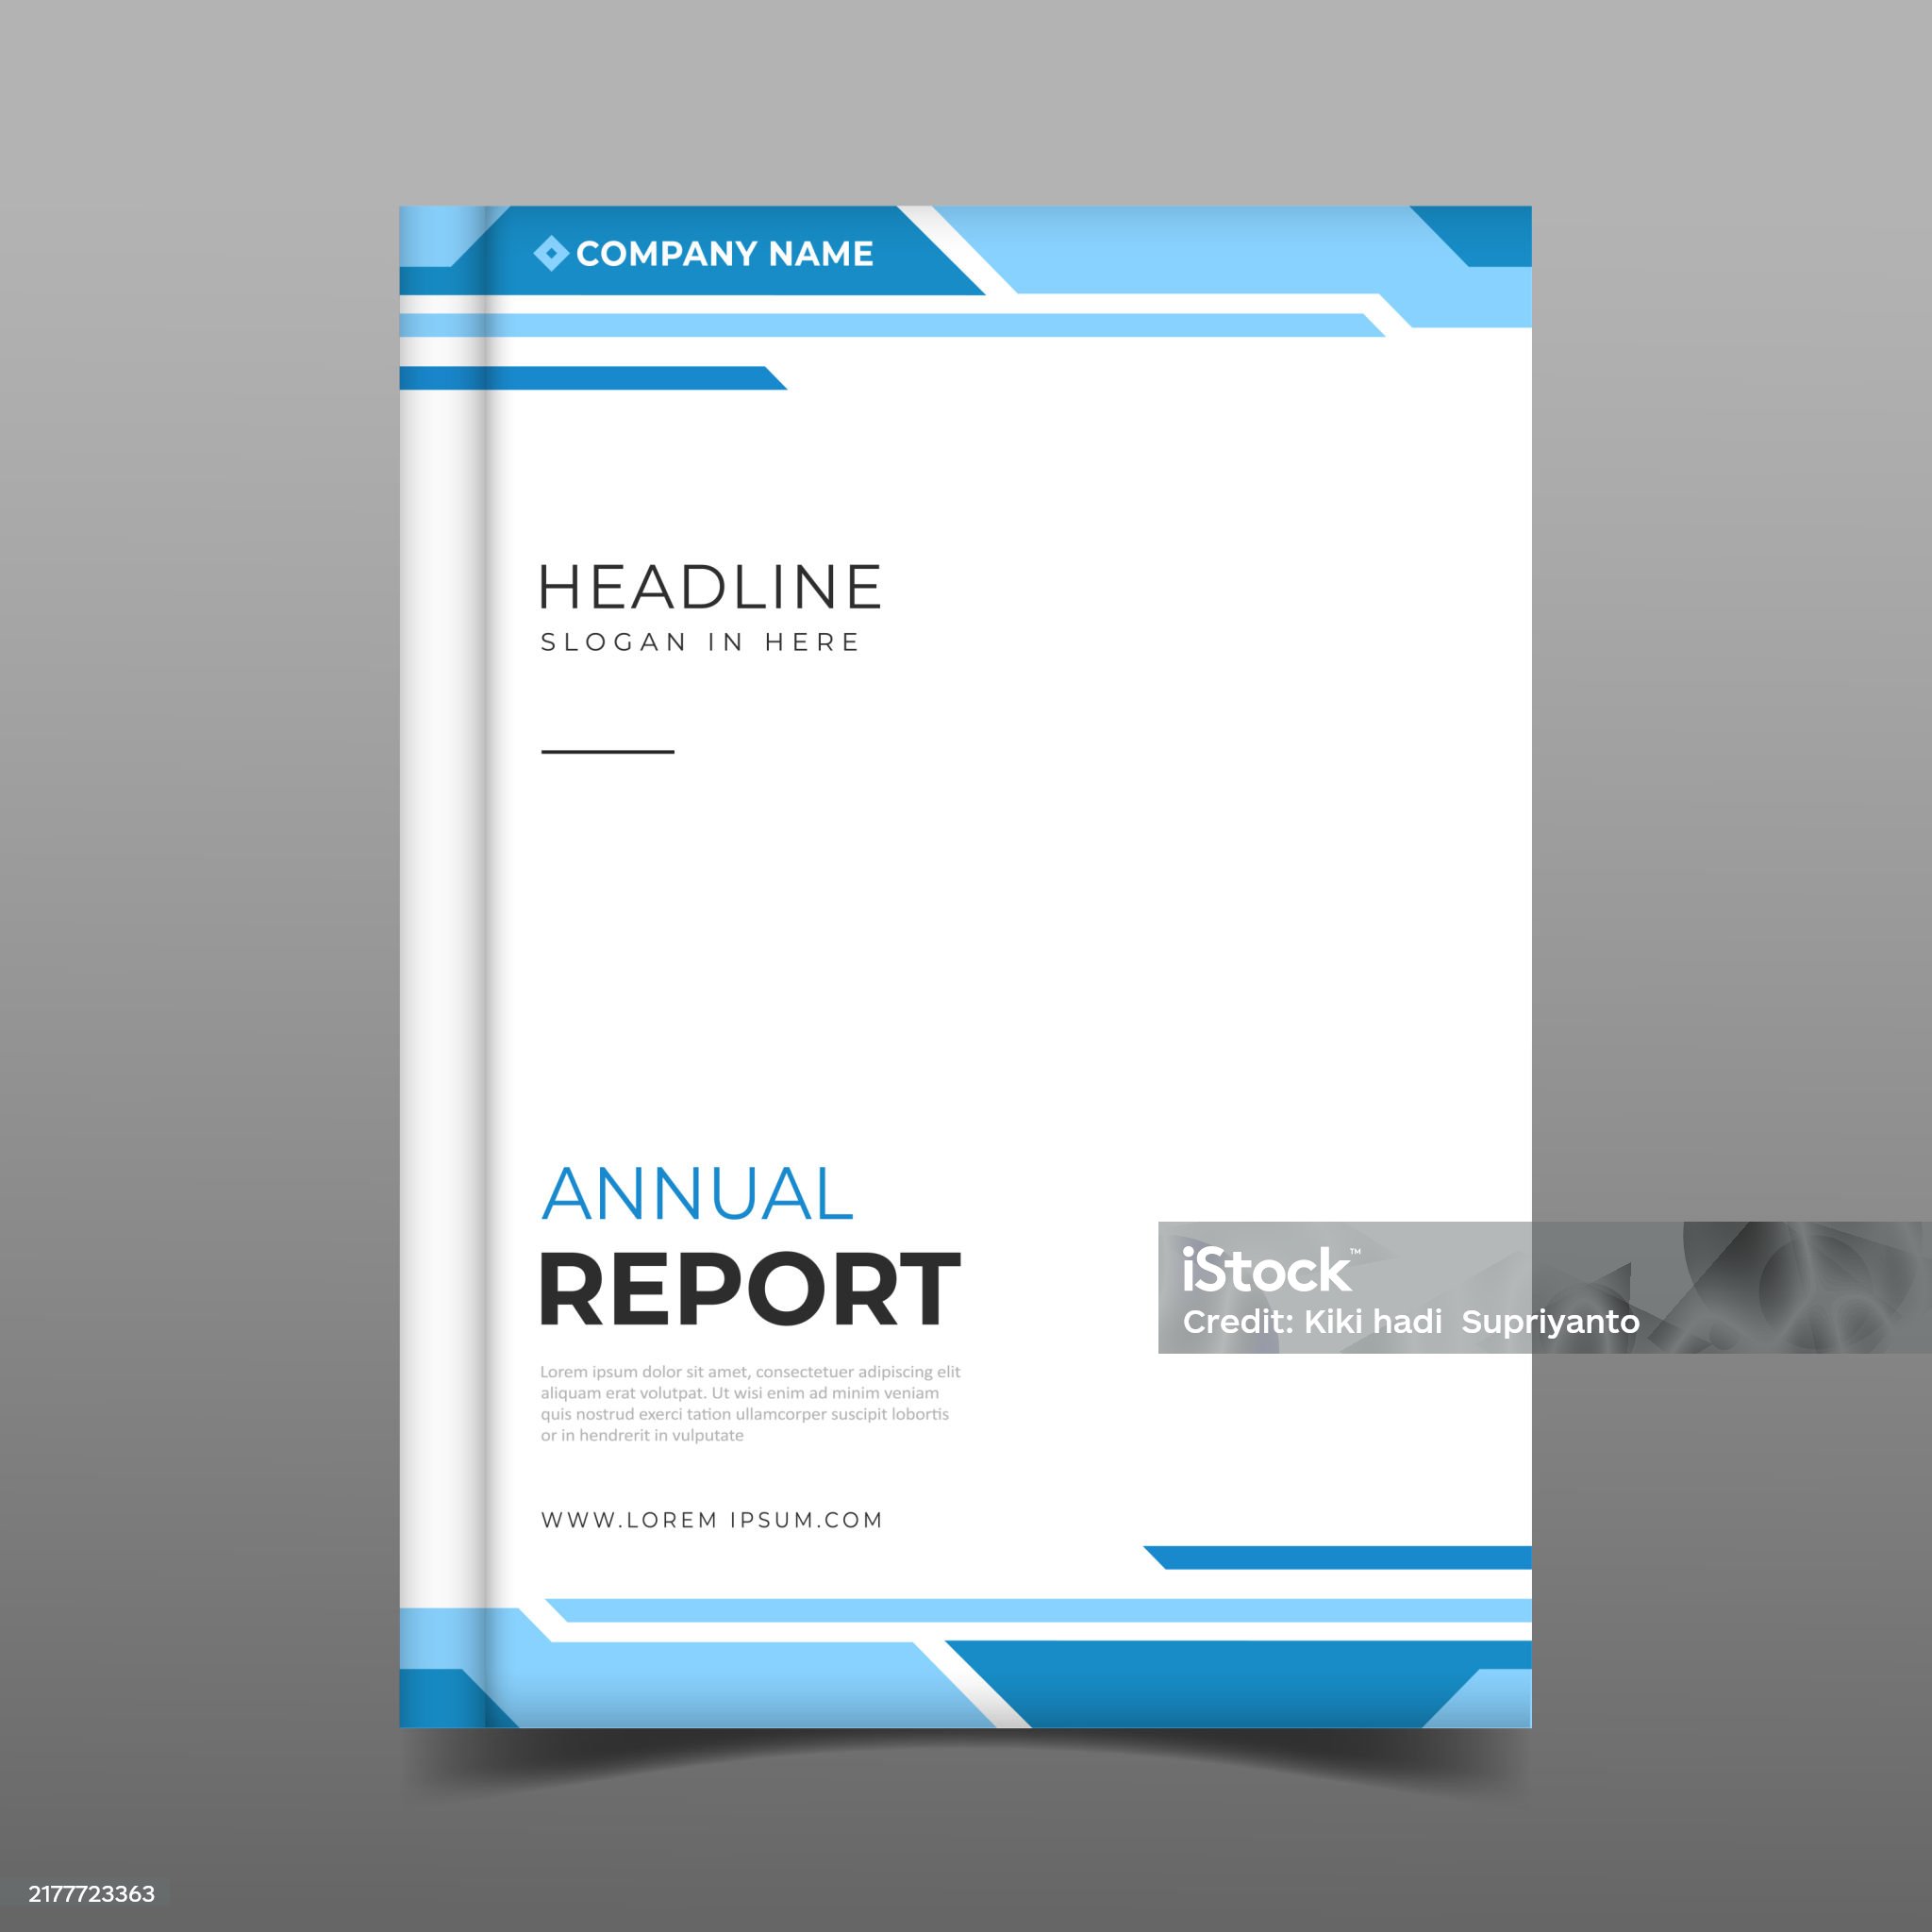 COMPANY NAME
HEADLINE
SLOGAN IN HERE
ANNUAL
REPORT
iStock™
Credit: Kiki hadi  Supriyanto
Lorem ipsum dolor sit amet, consectetuer adipiscing elit
aliquam erat volutpat. Ut wisi enim ad minim veniam
quis nostrud exerci tation ullamcorper suscipit lobortis
or in hendrerit in vulputate
WWW.LOREM IPSUM.COM
2177723363